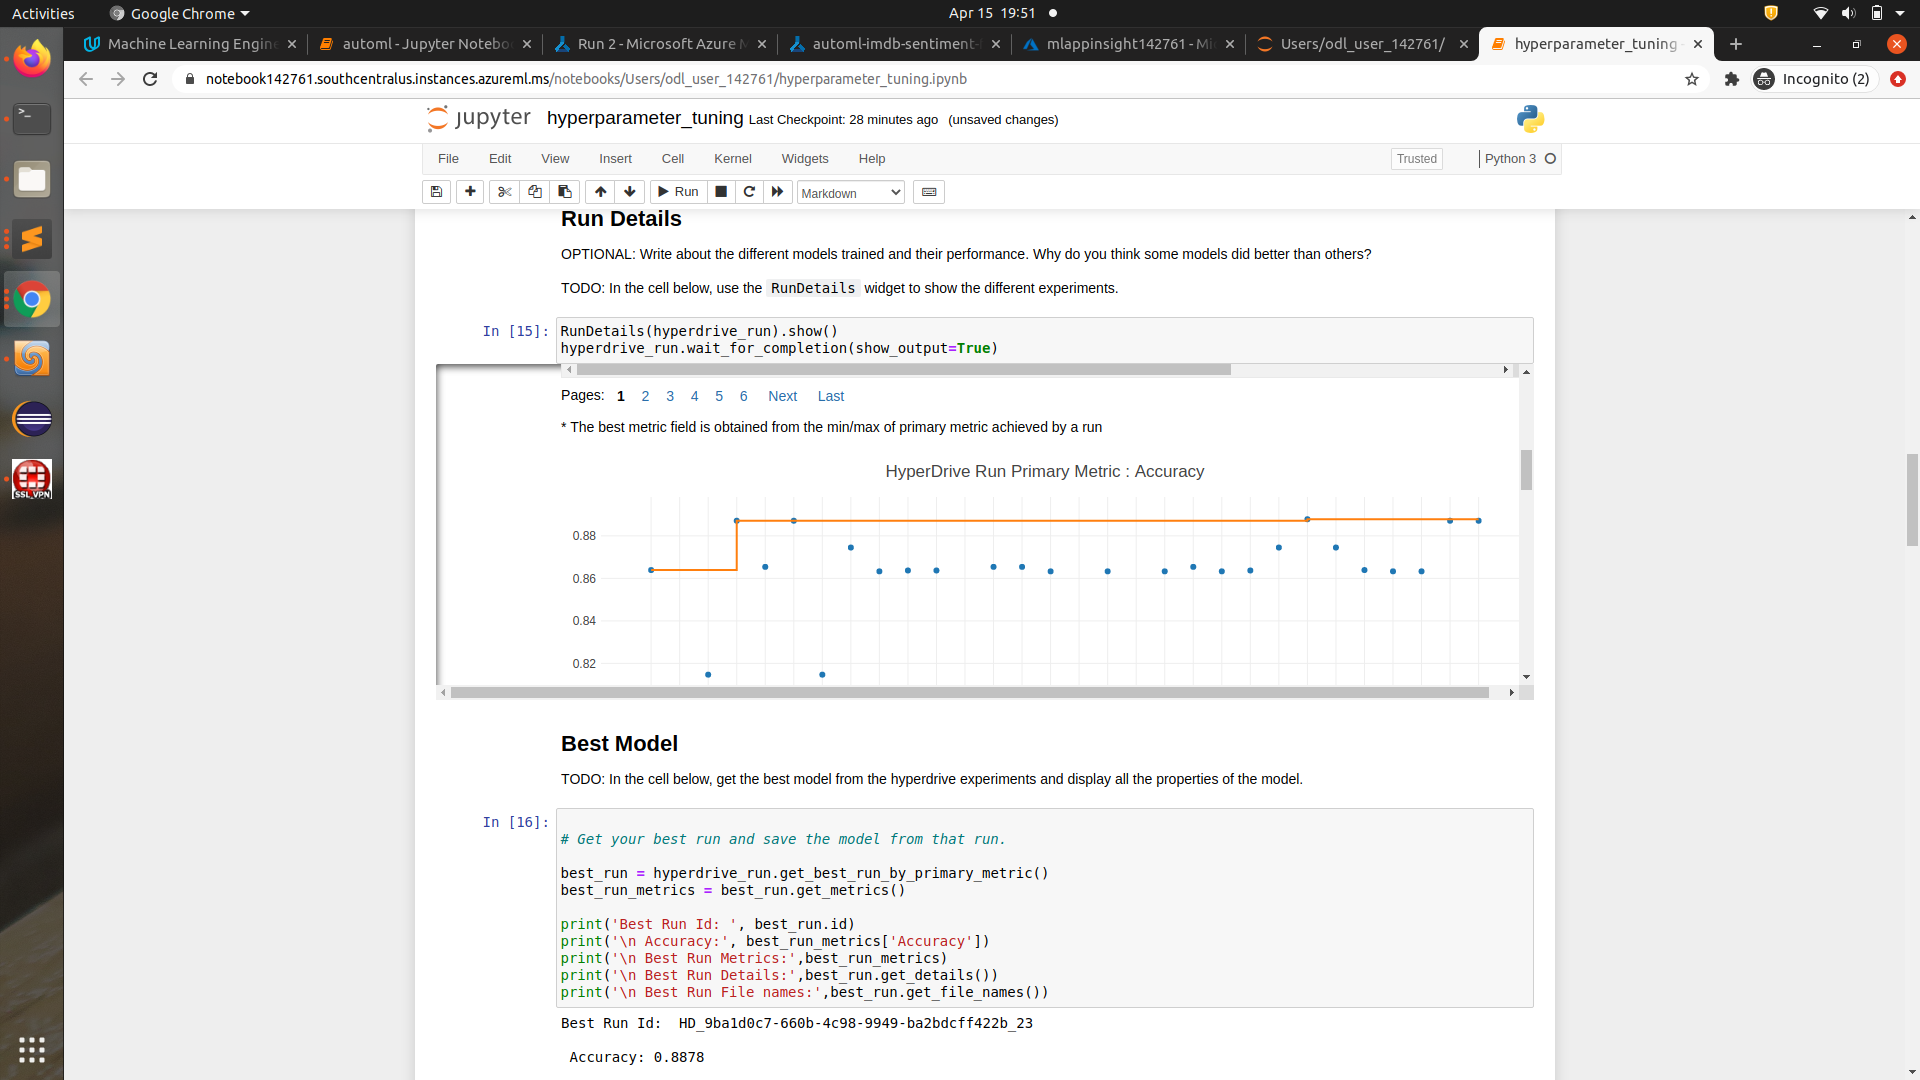 Activities
Google Chrome
Apr 15 19:51
Machine Learning Engine
automl - Jupyter Notebo
Run 2 - Microsoft Azure M
automl-imdb-sentiment-
mlappinsight142761 - Mi
Users/odl_user_142761/
hyperparameter_tuning
notebook142761.southcentralus.instances.azureml.ms/notebooks/Users/odl_user_142761/hyperparameter_tuning.ipynb
Incognito (2)
jupyter hyperparameter_tuning Last Checkpoint: 28 minutes ago (unsaved changes)
File Edit View Insert Cell Kernel Widgets Help
Trusted
Python 3
Run
Markdown
Run Details
OPTIONAL: Write about the different models trained and their performance. Why do you think some models did better than others?
TODO: In the cell below, use the RunDetails widget to show the different experiments.
In [15]:
RunDetails(hyperdrive_run).show()
hyperdrive_run.wait_for_completion(show_output=True)
Pages: 1 2 3 4 5 6 Next Last
* The best metric field is obtained from the min/max of primary metric achieved by a run
HyperDrive Run Primary Metric : Accuracy
0.88
0.86
0.84
0.82
Best Model
TODO: In the cell below, get the best model from the hyperdrive experiments and display all the properties of the model.
In [16]:
# Get your best run and save the model from that run.
best_run = hyperdrive_run.get_best_run_by_primary_metric()
best_run_metrics = best_run.get_metrics()
print('Best Run Id: ', best_run.id)
print('\n Accuracy:', best_run_metrics['Accuracy'])
print('\n Best Run Metrics:',best_run_metrics)
print('\n Best Run Details:',best_run.get_details())
print('\n Best Run File names:',best_run.get_file_names())
Best Run Id:  HD_9ba1d0c7-660b-4c98-9949-ba2bdcff422b_23
Accuracy: 0.8878
SSL VPN